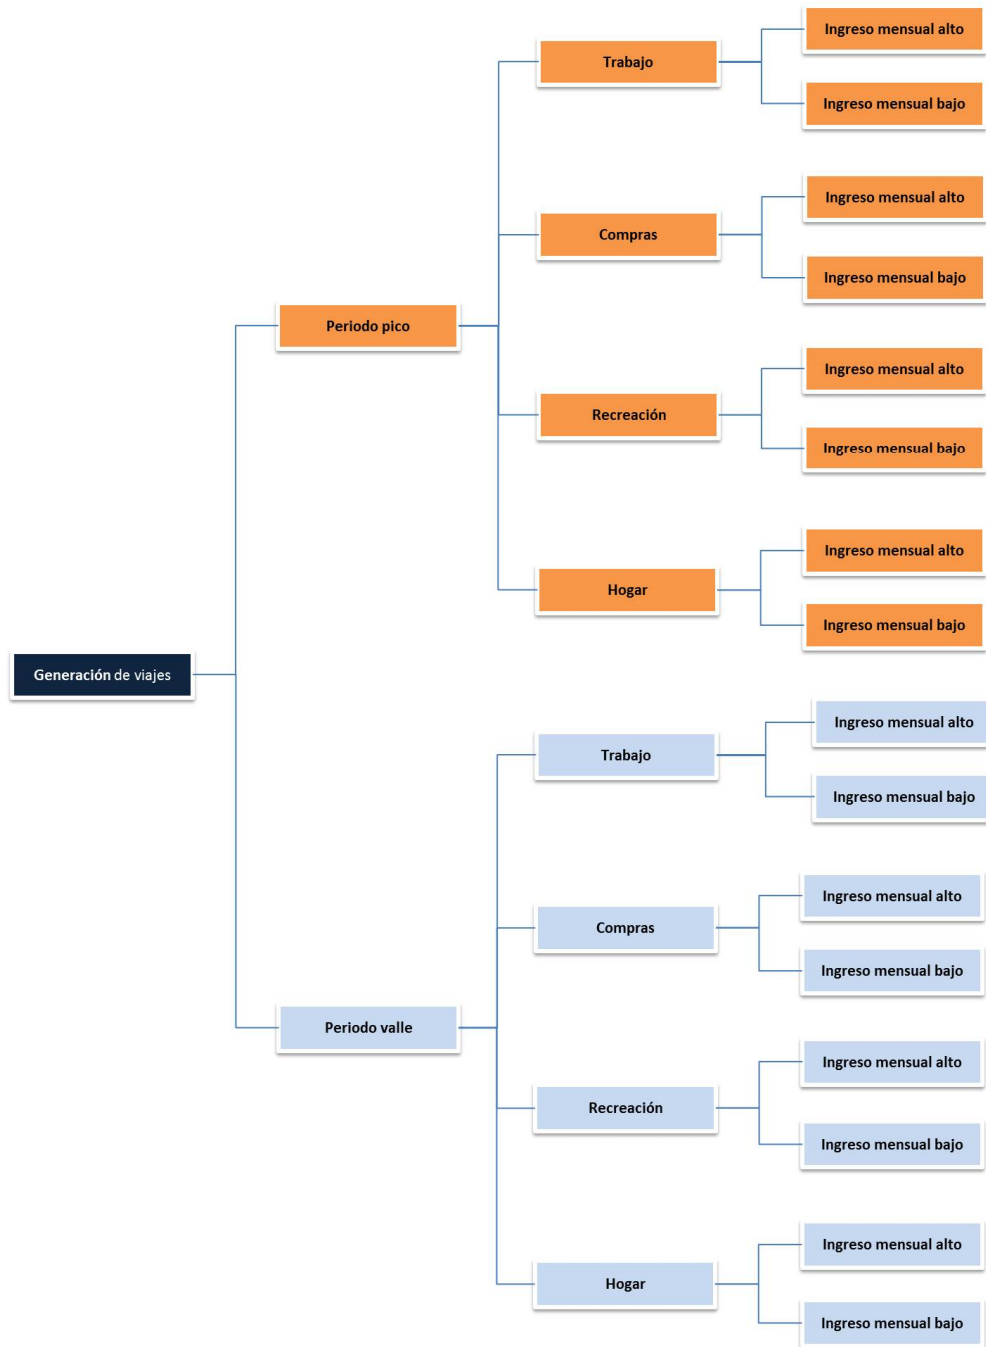 Generación de viajes
Periodo pico
Trabajo
Ingreso mensual alto
Ingreso mensual bajo
Compras
Ingreso mensual alto
Ingreso mensual bajo
Recreación
Ingreso mensual alto
Ingreso mensual bajo
Hogar
Ingreso mensual alto
Ingreso mensual bajo
Periodo valle
Trabajo
Ingreso mensual alto
Ingreso mensual bajo
Compras
Ingreso mensual alto
Ingreso mensual bajo
Recreación
Ingreso mensual alto
Ingreso mensual bajo
Hogar
Ingreso mensual alto
Ingreso mensual bajo